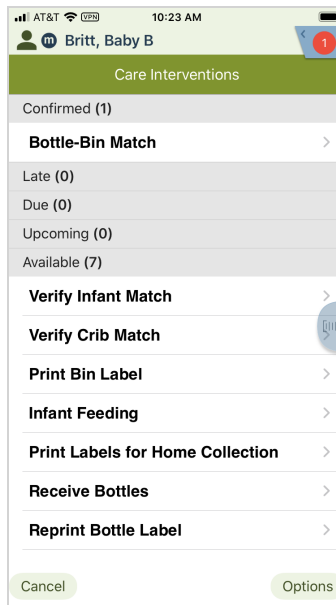 AT&T VPN 10:23 AM
m Britt, Baby B
1
Care Interventions
Confirmed (1)
Bottle-Bin Match
Late (0)
Due (0)
Upcoming (0)
Available (7)
Verify Infant Match
Verify Crib Match
Print Bin Label
Infant Feeding
Print Labels for Home Collection
Receive Bottles
Reprint Bottle Label
Cancel Options